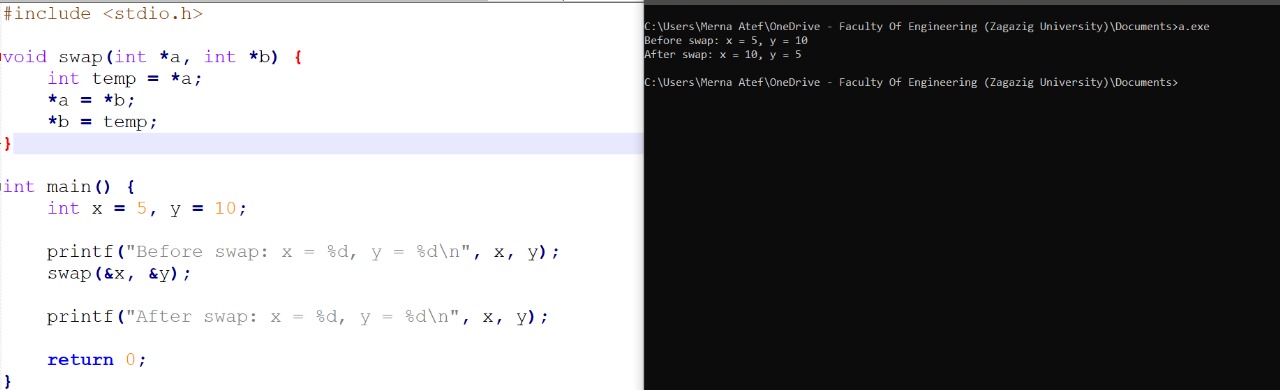 #include <stdio.h>
void swap(int *a, int *b) {
    int temp = *a;
    *a = *b;
    *b = temp;
}
int main() {
    int x = 5, y = 10;
    printf("Before swap: x = %d, y = %d\n", x, y);
    swap(&x, &y);
    printf("After swap: x = %d, y = %d\n", x, y);
    return 0;
}
C:\Users\Merna Atef\OneDrive - Faculty Of Engineering (Zagazig University)\Documents>a.exe
Before swap: x = 5, y = 10
After swap: x = 10, y = 5
C:\Users\Merna Atef\OneDrive - Faculty Of Engineering (Zagazig University)\Documents>